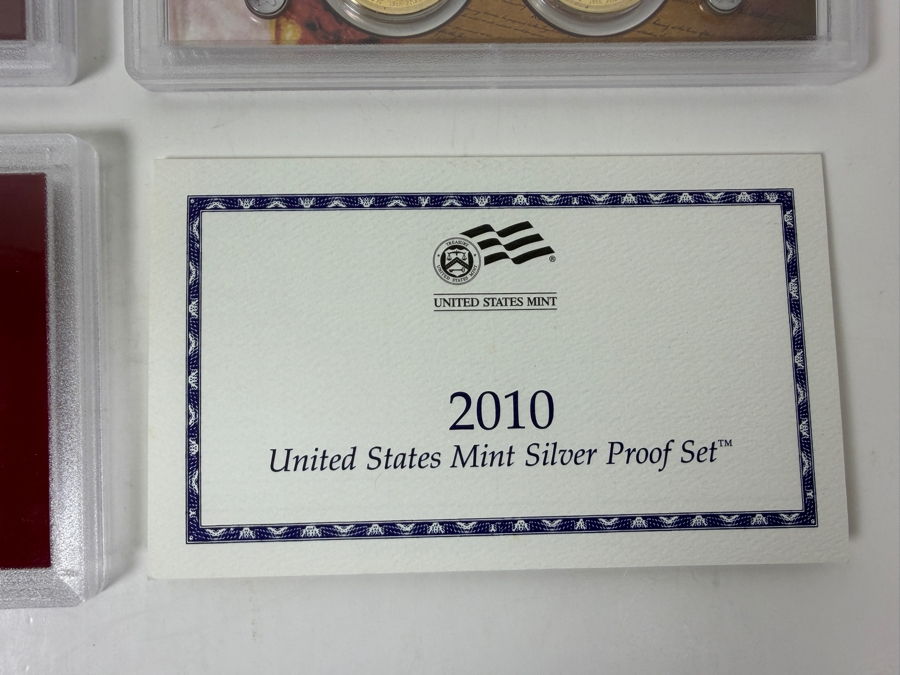 UNITED STATES MINT
2010
United States Mint Silver Proof Set™